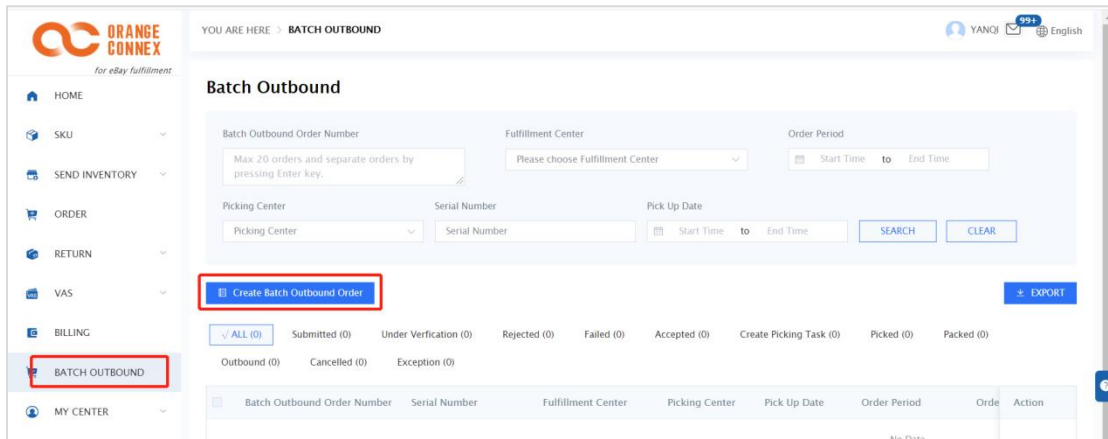 ORANGE
CONNEX
for eBay fulfillment
YOU ARE HERE > BATCH OUTBOUND
YANQI 99+ English
HOME
SKU
SEND INVENTORY
ORDER
RETURN
VAS
BILLING
BATCH OUTBOUND
MY CENTER
Batch Outbound
Batch Outbound Order Number Fulfillment Center Order Period
Max 20 orders and separate orders by
pressing Enter key.
Please choose Fulfillment Center Start Time to End Time
Picking Center Serial Number Pick Up Date
Picking Center Serial Number Start Time to End Time SEARCH CLEAR
Create Batch Outbound Order EXPORT
√ ALL (0) Submitted (0) Under Verfication (0) Rejected (0) Failed (0) Accepted (0) Create Picking Task (0) Picked (0) Packed (0)
Outbound (0) Cancelled (0) Exception (0)
Batch Outbound Order Number Serial Number Fulfillment Center Picking Center Pick Up Date Order Period Orde Action
No Data